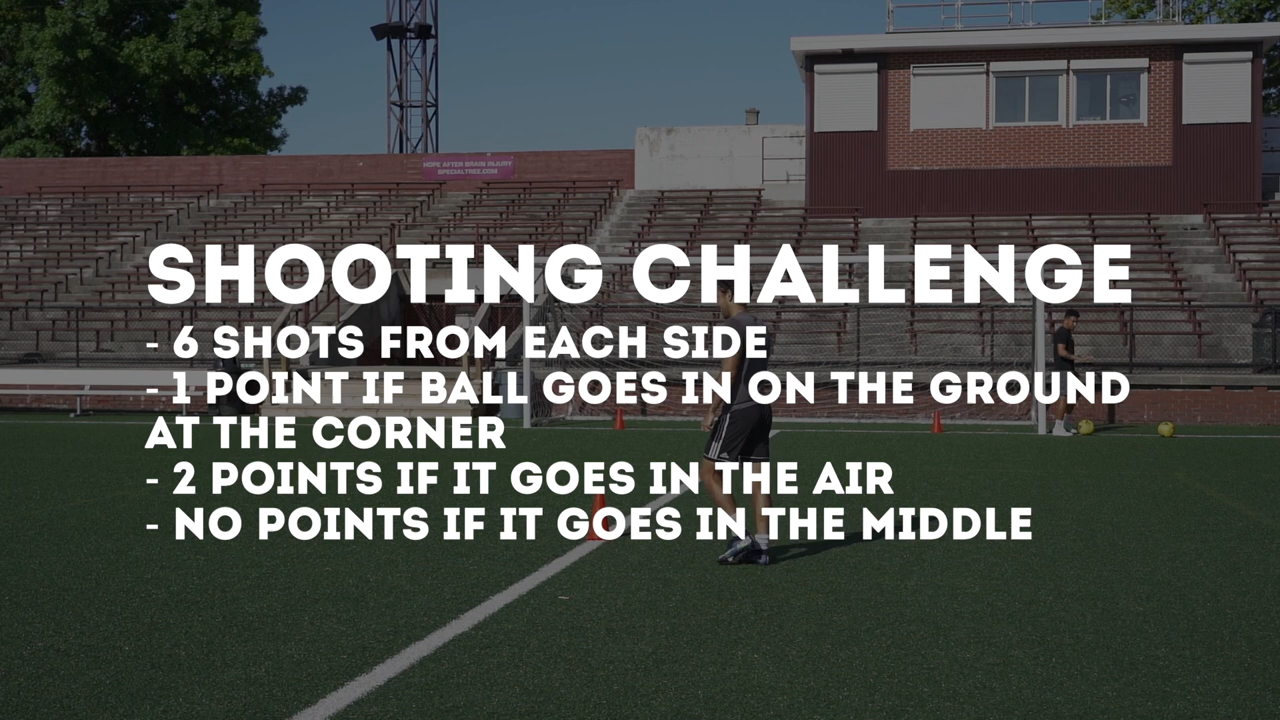 HOPE AFTER BRAIN INJURY
SPECIALTREE.COM
SHOOTING CHALLENGE
- 6 SHOTS FROM EACH SIDE
- 1 POINT IF BALL GOES IN ON THE GROUND
AT THE CORNER
- 2 POINTS IF IT GOES IN THE AIR
- NO POINTS IF IT GOES IN THE MIDDLE